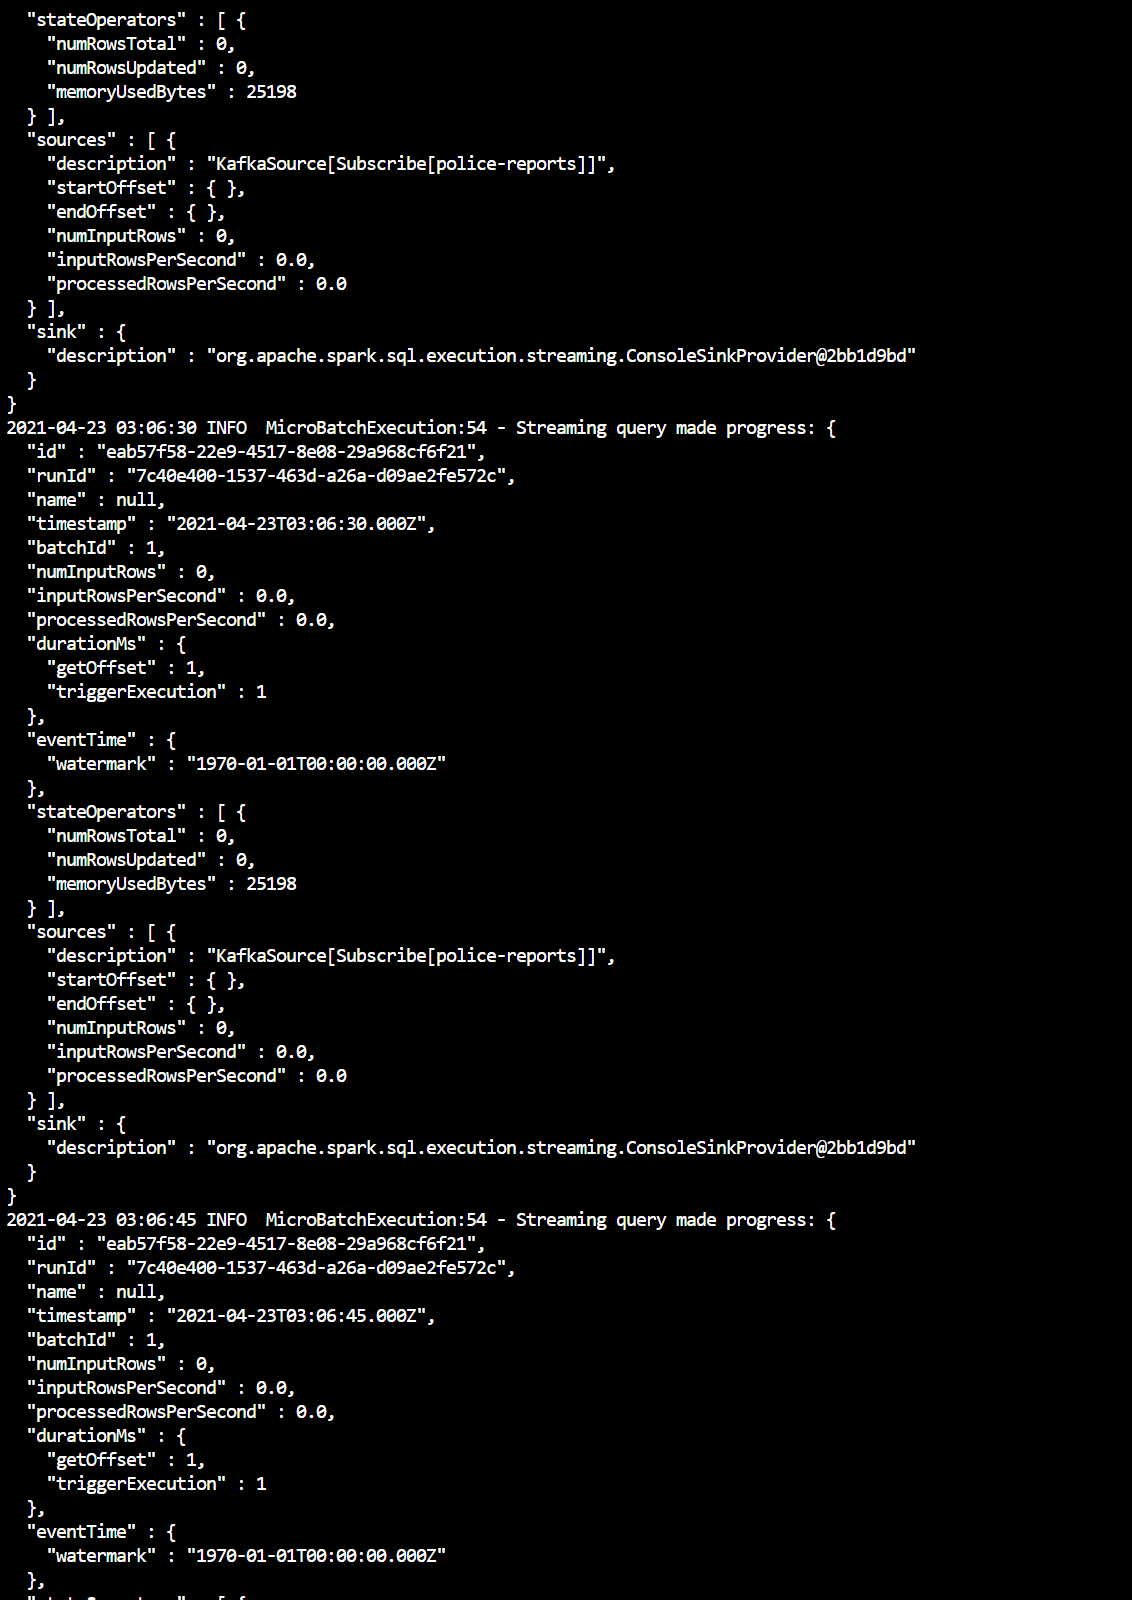 "stateOperators" : [ {
    "numRowsTotal" : 0,
    "numRowsUpdated" : 0,
    "memoryUsedBytes" : 25198
  } ],
  "sources" : [ {
    "description" : "KafkaSource[Subscribe[police-reports]]",
    "startOffset" : { },
    "endOffset" : { },
    "numInputRows" : 0,
    "inputRowsPerSecond" : 0.0,
    "processedRowsPerSecond" : 0.0
  } ],
  "sink" : {
    "description" : "org.apache.spark.sql.execution.streaming.ConsoleSinkProvider@2bb1d9bd"
  }
}
2021-04-23 03:06:30 INFO  MicroBatchExecution:54 - Streaming query made progress: {
  "id" : "eab57f58-22e9-4517-8e08-29a968cf6f21",
  "runId" : "7c40e400-1537-463d-a26a-d09ae2fe572c",
  "name" : null,
  "timestamp" : "2021-04-23T03:06:30.000Z",
  "batchId" : 1,
  "numInputRows" : 0,
  "inputRowsPerSecond" : 0.0,
  "processedRowsPerSecond" : 0.0,
  "durationMs" : {
    "getOffset" : 1,
    "triggerExecution" : 1
  },
  "eventTime" : {
    "watermark" : "1970-01-01T00:00:00.000Z"
  },
  "stateOperators" : [ {
    "numRowsTotal" : 0,
    "numRowsUpdated" : 0,
    "memoryUsedBytes" : 25198
  } ],
  "sources" : [ {
    "description" : "KafkaSource[Subscribe[police-reports]]",
    "startOffset" : { },
    "endOffset" : { },
    "numInputRows" : 0,
    "inputRowsPerSecond" : 0.0,
    "processedRowsPerSecond" : 0.0
  } ],
  "sink" : {
    "description" : "org.apache.spark.sql.execution.streaming.ConsoleSinkProvider@2bb1d9bd"
  }
}
2021-04-23 03:06:45 INFO  MicroBatchExecution:54 - Streaming query made progress: {
  "id" : "eab57f58-22e9-4517-8e08-29a968cf6f21",
  "runId" : "7c40e400-1537-463d-a26a-d09ae2fe572c",
  "name" : null,
  "timestamp" : "2021-04-23T03:06:45.000Z",
  "batchId" : 1,
  "numInputRows" : 0,
  "inputRowsPerSecond" : 0.0,
  "processedRowsPerSecond" : 0.0,
  "durationMs" : {
    "getOffset" : 1,
    "triggerExecution" : 1
  },
  "eventTime" : {
    "watermark" : "1970-01-01T00:00:00.000Z"
  },